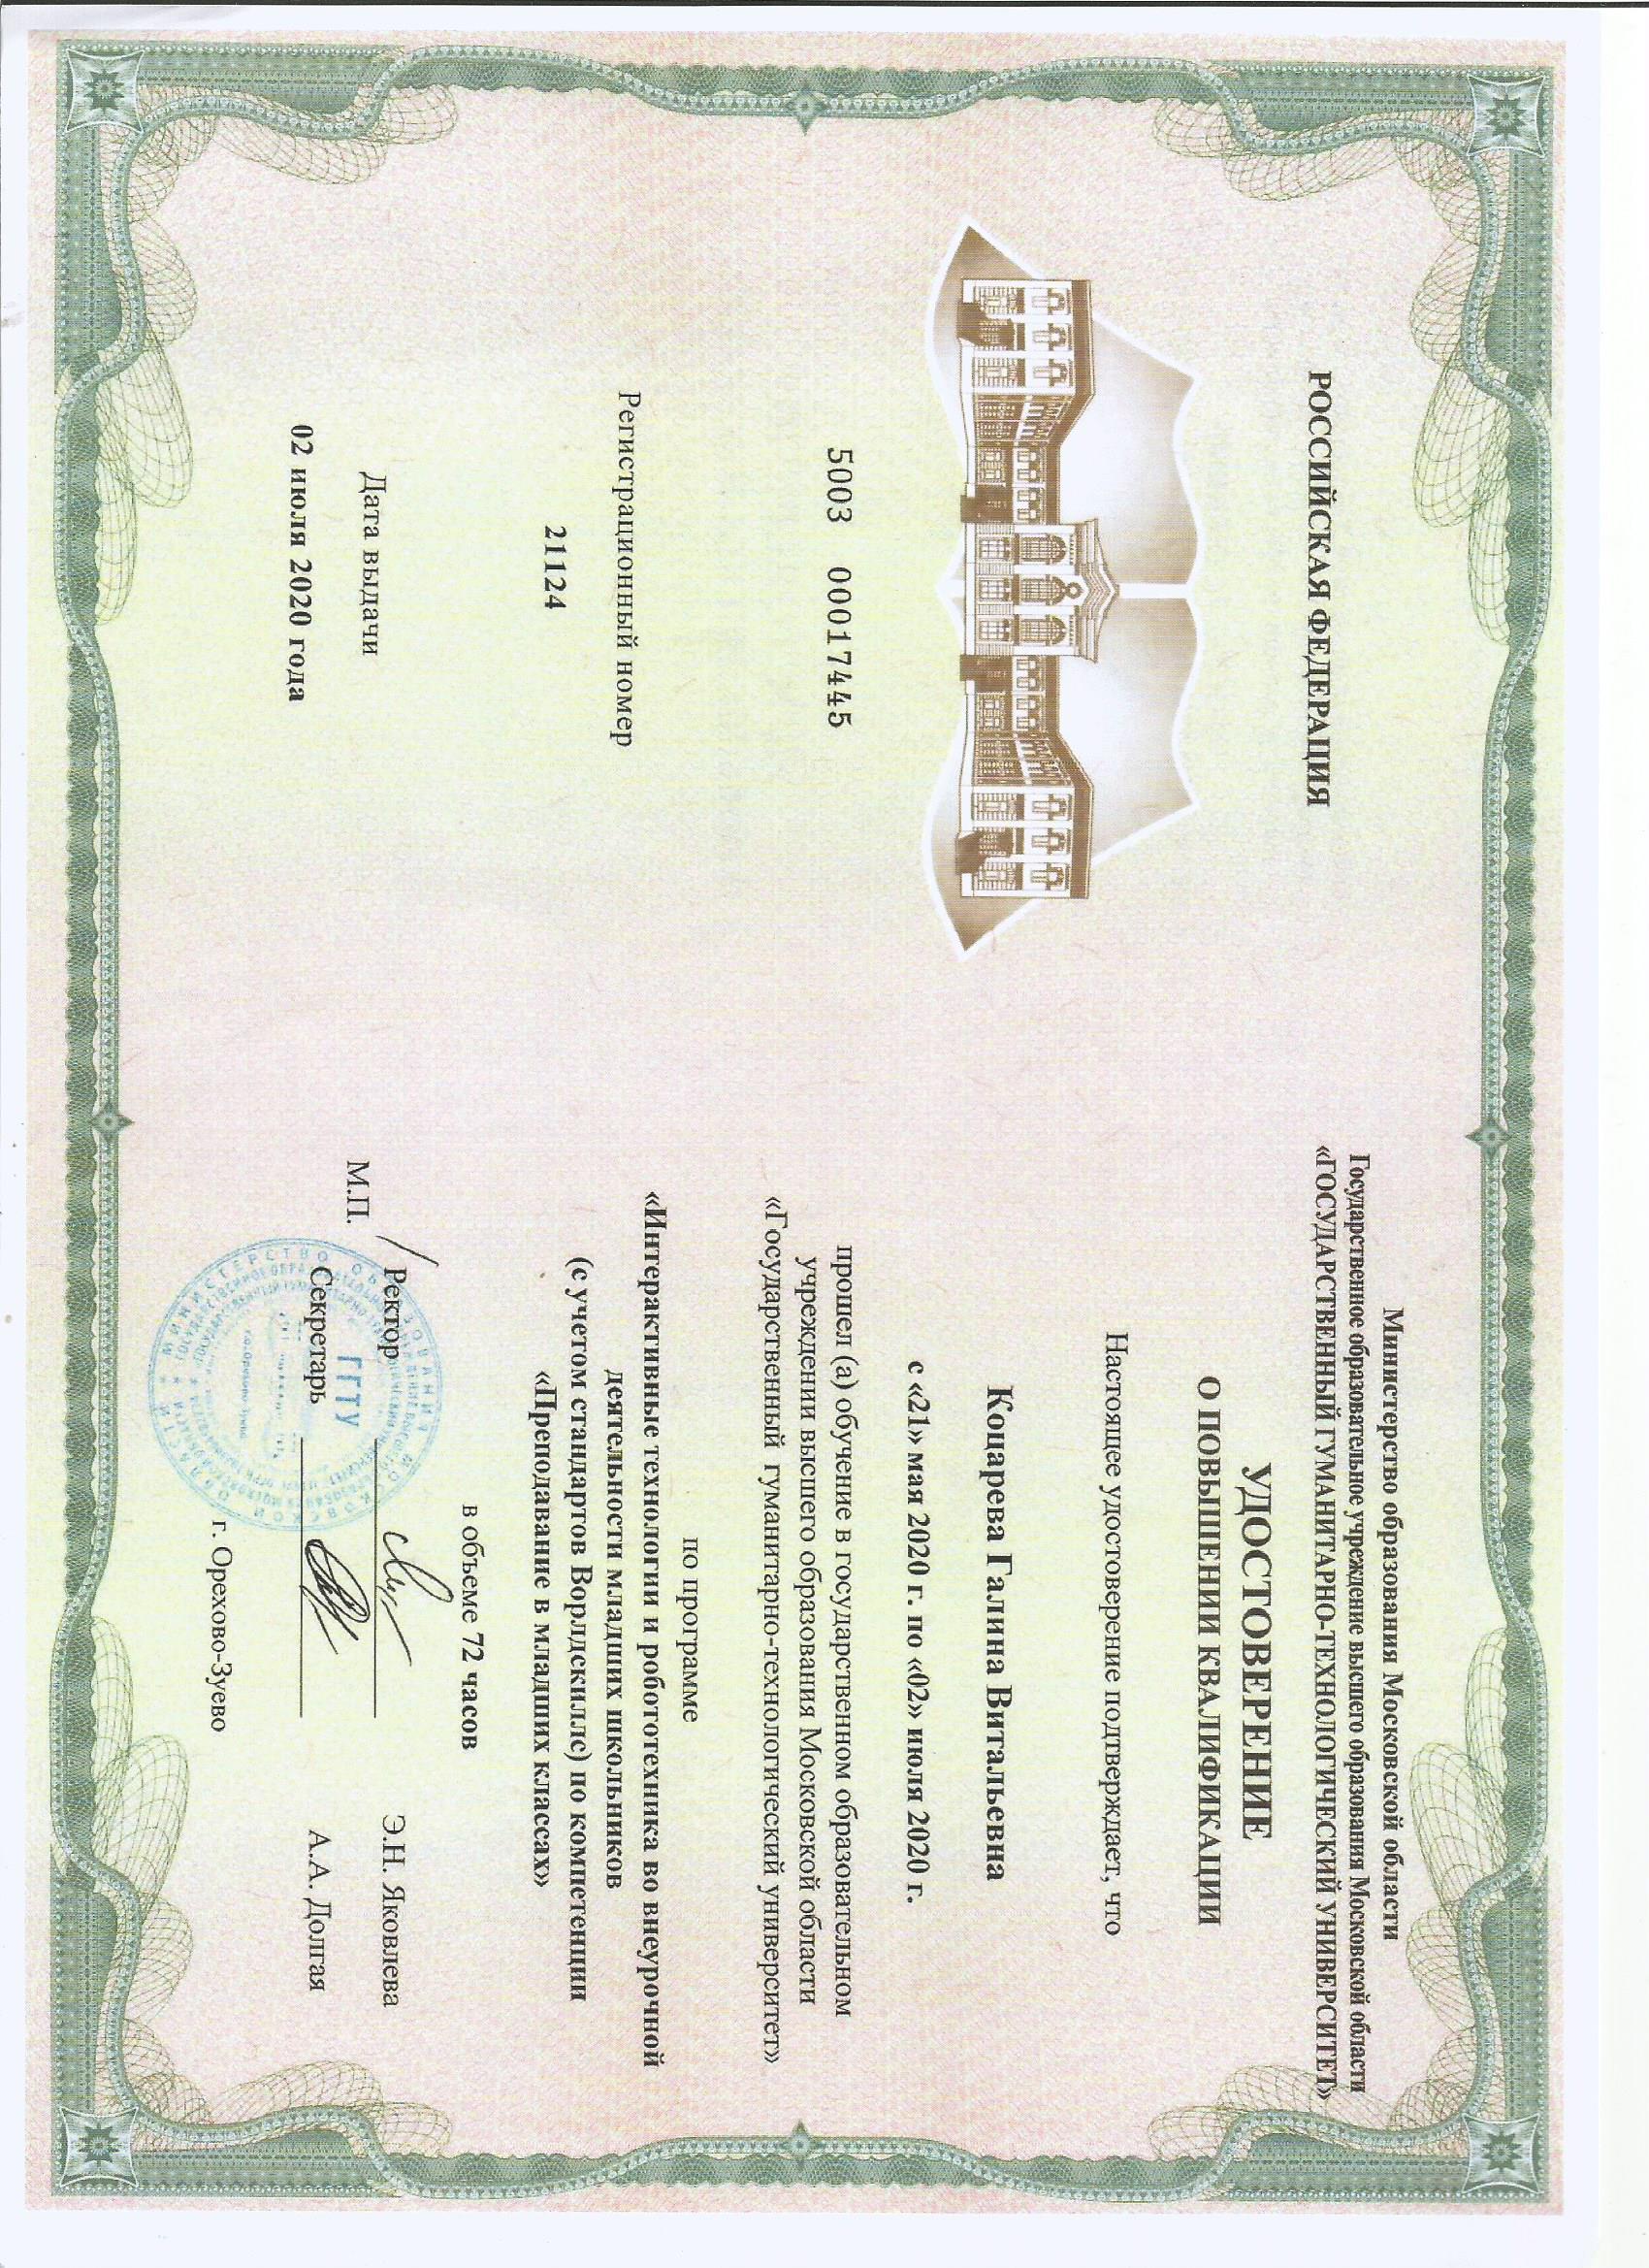 РОССИЙСКАЯ ФЕДЕРАЦИЯ
5003 00017445
Регистрационный номер
21124
Дата выдачи
02 июля 2020 года
Министерство образования Московской области
Государственное образовательное учреждение высшего образования Московской области
«ГОСУДАРСТВЕННЫЙ ГУМАНИТАРНО-ТЕХНОЛОГИЧЕСКИЙ УНИВЕРСИТЕТ»
УДОСТОВЕРЕНИЕ
О ПОВЫШЕНИИ КВАЛИФИКАЦИИ
Настоящее удостоверение подтверждает, что
Коцарева Галина Витальевна
с «21» мая 2020 г. по «02» июля 2020 г.
прошел (а) обучение в государственном образовательном
учреждении высшего образования Московской области
«Государственный гуманитарно-технологический университет»
по программе
«Интерактивные технологии и робототехника во внеурочной
деятельности младших школьников
(с учетом стандартов Ворлдскиллс) по компетенции
«Преподавание в младших классах»
в объеме 72 часов
Ректор Э.Н. Яковлева
М.П.
ГГТУ
Секретарь А.А. Долгая
г.о. Орехово-Зуево
г. Орехово-Зуево
МИНИСТЕРСТВО ОБРАЗОВАНИЯ МОСКОВСКОЙ ОБЛАСТИ